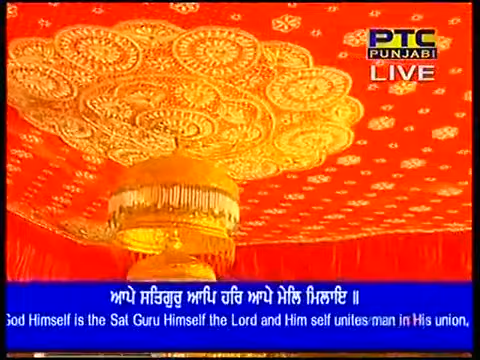 PTC
PUNJABI
LIVE
ਆਪੇ ਸਤਿਗੁਰੁ ਆਪਿ ਹਰਿ ਆਪੇ ਮੇਲਿ ਮਿਲਾਇ ॥
God Himself is the Sat Guru Himself the Lord and Him self unites man in His union,